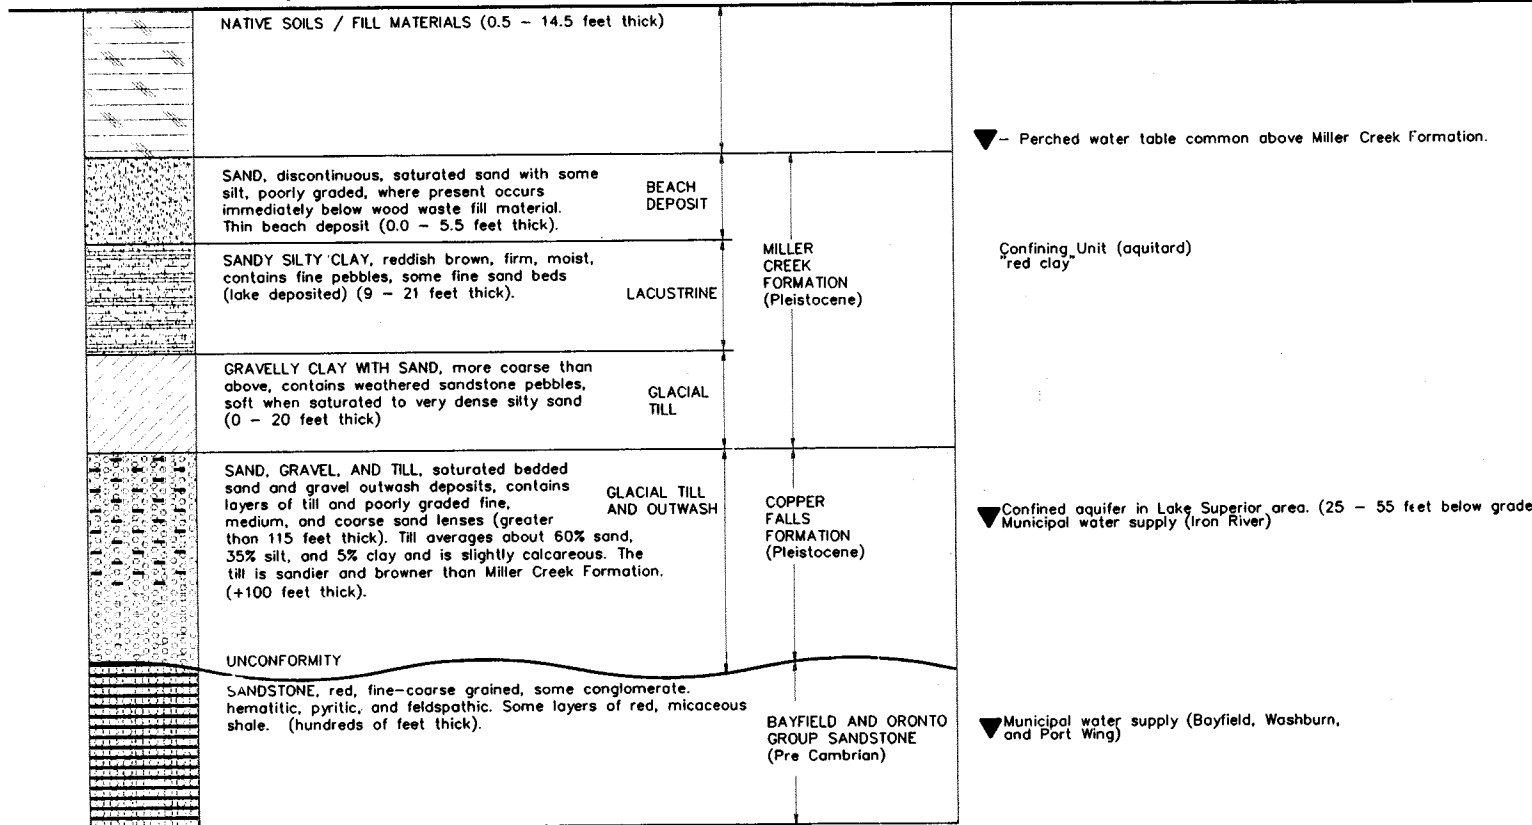 NATIVE SOILS / FILL MATERIALS (0.5 – 14.5 feet thick)
▼– Perched water table common above Miller Creek Formation.
SAND, discontinuous, saturated sand with some
silt, poorly graded, where present occurs
immediately below wood waste fill material.
Thin beach deposit (0.0 – 5.5 feet thick).
BEACH
DEPOSIT
SANDY SILTY CLAY, reddish brown, firm, moist,
contains fine pebbles, some fine sand beds
(lake deposited) (9 – 21 feet thick).
LACUSTRINE
MILLER
CREEK
FORMATION
(Pleistocene)
Confining Unit (aquitard)
"red clay"
GRAVELLY CLAY WITH SAND, more coarse than
above, contains weathered sandstone pebbles,
soft when saturated to very dense silty sand
(0 – 20 feet thick)
GLACIAL
TILL
SAND, GRAVEL, AND TILL, saturated bedded
sand and gravel outwash deposits, contains
layers of till and poorly graded fine,
medium, and coarse sand lenses (greater
than 115 feet thick). Till averages about 60% sand,
35% silt, and 5% clay and is slightly calcareous. The
till is sandier and browner than Miller Creek Formation.
(+100 feet thick).
GLACIAL TILL
AND OUTWASH
COPPER
FALLS
FORMATION
(Pleistocene)
Confined aquifer in Lake Superior area. (25 – 55 feet below grade
Municipal water supply (Iron River)
UNCONFORMITY
SANDSTONE, red, fine–coarse grained, some conglomerate.
hematitic, pyritic, and feldspathic. Some layers of red, micaceous
shale. (hundreds of feet thick).
BAYFIELD AND ORONTO
GROUP SANDSTONE
(Pre Cambrian)
Municipal water supply (Bayfield, Washburn,
and Port Wing)